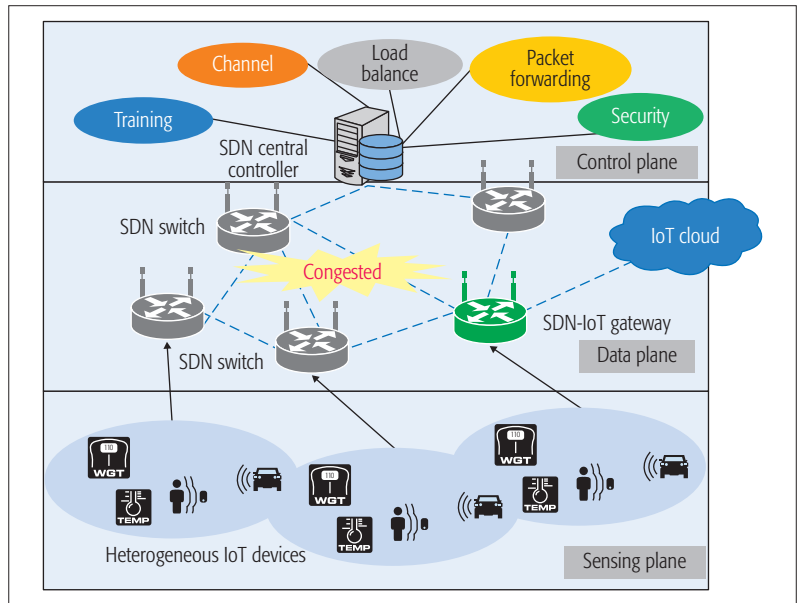 Channel
Load
balance
Packet
forwarding
Training
Security
SDN central
controller
Control plane
SDN switch
IoT cloud
Congested
SDN-IoT gateway
SDN switch
Data plane
110
WGT
TEMP
110
WGT
TEMP
110
WGT
TEMP
Heterogeneous IoT devices
Sensing plane